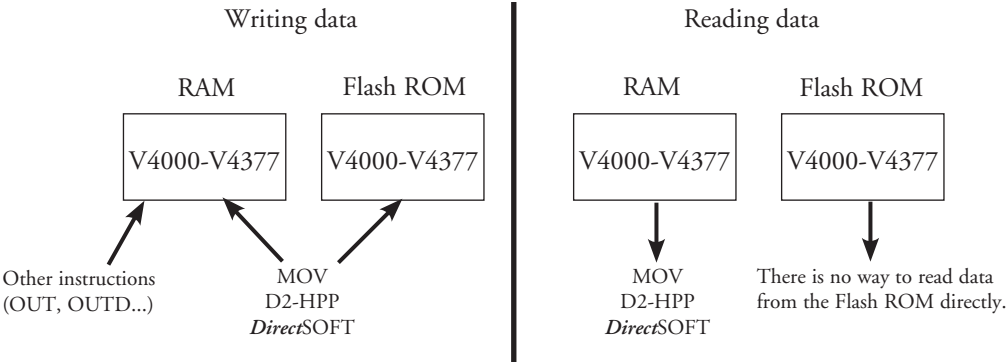 Writing data
RAM
Flash ROM
V4000-V4377
V4000-V4377
Other instructions
(OUT, OUTD...)
MOV
D2-HPP
DirectSOFT
Reading data
RAM
Flash ROM
V4000-V4377
V4000-V4377
MOV
D2-HPP
DirectSOFT
There is no way to read data
from the Flash ROM directly.